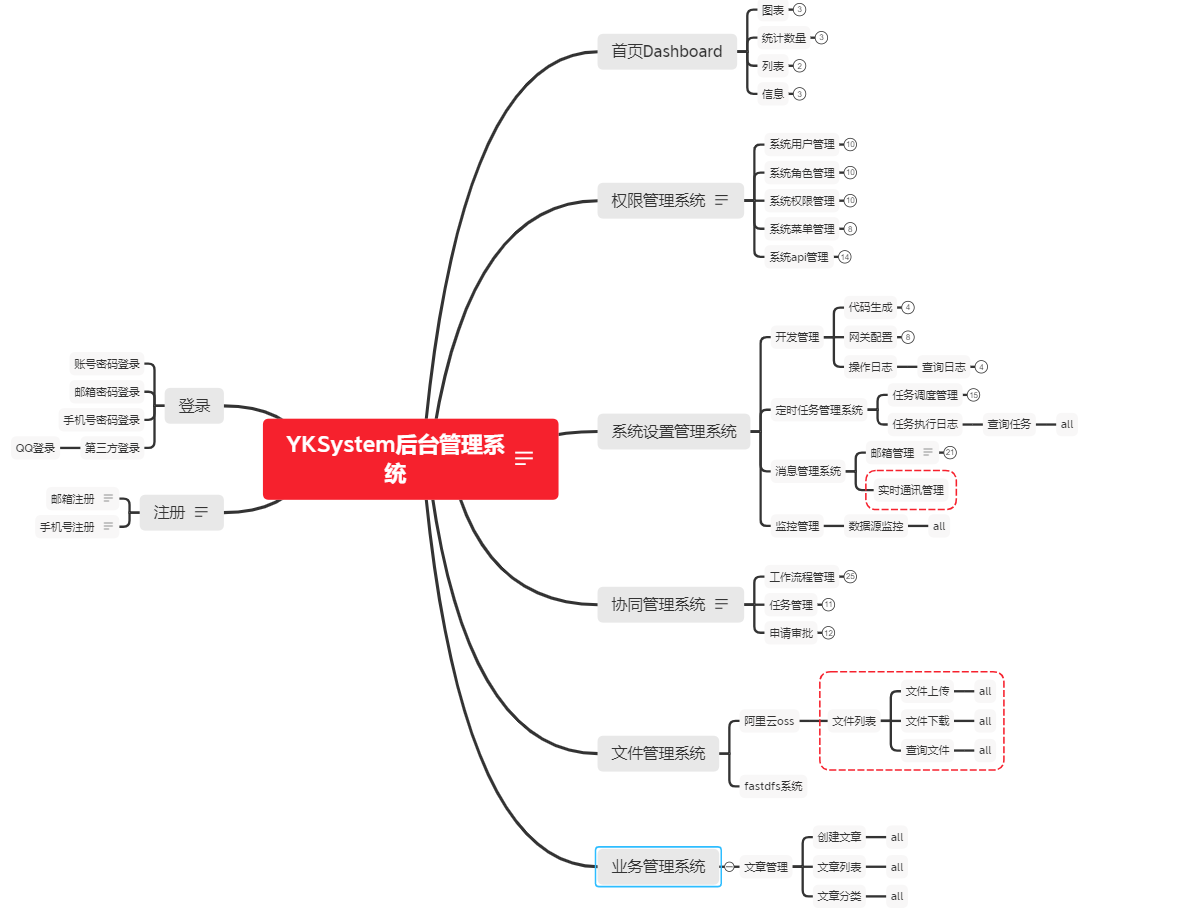 首页Dashboard
图表 3
统计数量 3
列表 2
信息 3
权限管理系统
系统用户管理 10
系统角色管理 10
系统权限管理 10
系统菜单管理 8
系统api管理 14
系统设置管理系统
开发管理
代码生成 4
网关配置 8
操作日志 查询日志 4
定时任务管理系统
任务调度管理 15
任务执行日志 查询任务 all
消息管理系统
邮箱管理 21
实时通讯管理
监控管理 数据源监控 all
登录
账号密码登录
邮箱密码登录
手机号密码登录
QQ登录 第三方登录
YKSystem后台管理系
统
注册
邮箱注册
手机号注册
协同管理系统
工作流程管理 25
任务管理 11
申请审批 12
文件管理系统
阿里云oss
文件列表
文件上传 all
文件下载 all
查询文件 all
fastdfs系统
业务管理系统
文章管理
创建文章 all
文章列表 all
文章分类 all